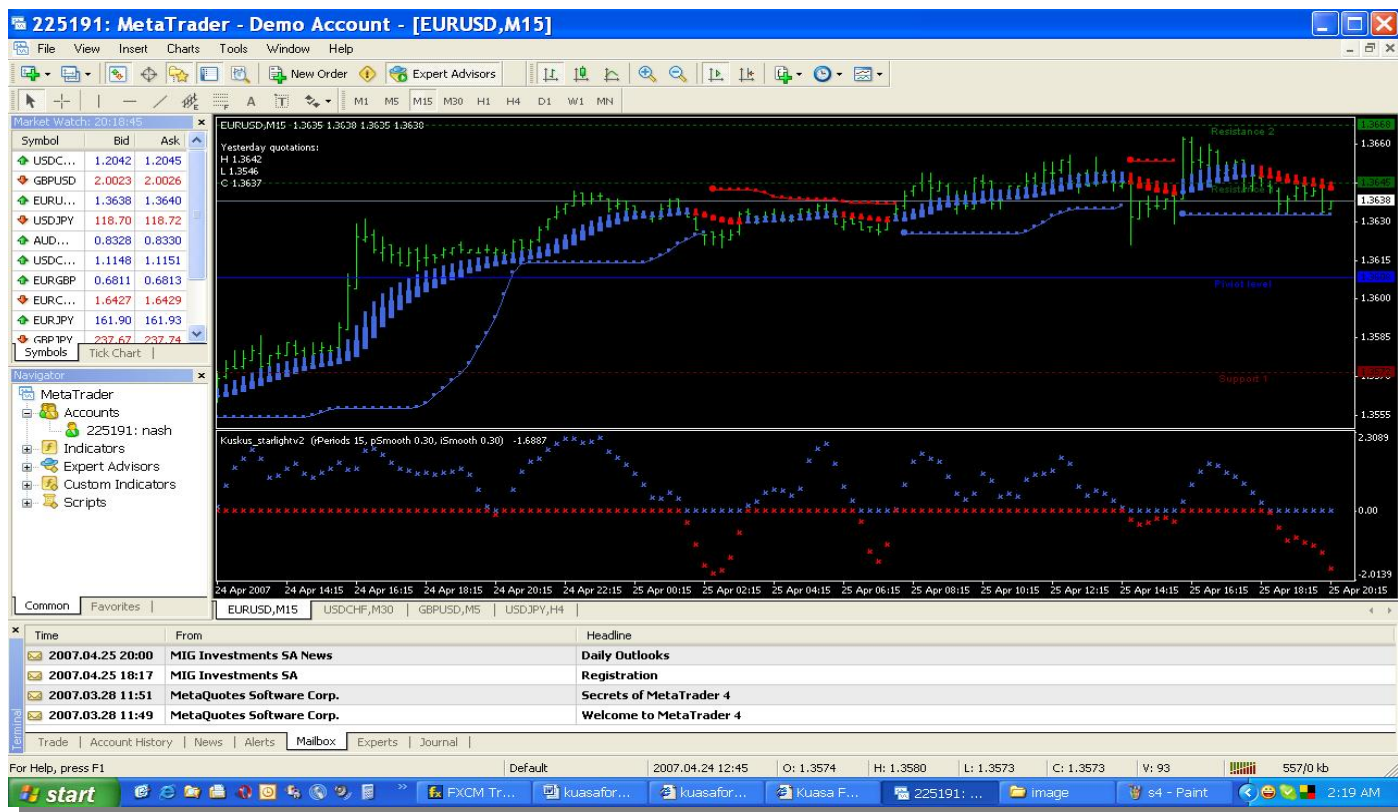 225191: MetaTrader - Demo Account - [EURUSD,M15]
File View Insert Charts Tools Window Help
New Order Expert Advisors
A T M1 M5 M15 M30 H1 H4 D1 W1 MN
Market Watch: 20:18:45
Symbol Bid Ask
USDC... 1.2042 1.2045
GBPUSD 2.0023 2.0026
EURU... 1.3638 1.3640
USDJPY 118.70 118.72
AUD... 0.8328 0.8330
USDC... 1.1148 1.1151
EURGBP 0.6811 0.6813
EURC... 1.6427 1.6429
EURJPY 161.90 161.93
GBPJPY 237.67 237.74
Symbols Tick Chart
Navigator
MetaTrader
Accounts
225191: nash
Indicators
Expert Advisors
Custom Indicators
Scripts
Common Favorites
EURUSD,M15 1.3635 1.3638 1.3635 1.3638
Yesterday quotations:
H 1.3642
L 1.3546
C 1.3637
Resistance 2
Resistance 1
Pivlot level
Support 1
1.3668
1.3660
1.3645
1.3638
1.3630
1.3615
1.3600
1.3585
1.3555
Kuskus_starlightv2 (rPeriods 15, pSmooth 0.30, iSmooth 0.30) -1.6887
2.3089
0.00
-2.0139
24 Apr 2007 24 Apr 14:15 24 Apr 16:15 24 Apr 18:15 24 Apr 20:15 24 Apr 22:15 25 Apr 00:15 25 Apr 02:15 25 Apr 04:15 25 Apr 06:15 25 Apr 08:15 25 Apr 10:15 25 Apr 12:15 25 Apr 14:15 25 Apr 16:15 25 Apr 18:15 25 Apr 20:15
EURUSD,M15 USDCHF,M30 GBPUSD,M5 USDJPY,H4
Time From Headline
2007.04.25 20:00 MIG Investments SA News Daily Outlooks
2007.04.25 18:17 MIG Investments SA Registration
2007.03.28 11:51 MetaQuotes Software Corp. Secrets of MetaTrader 4
2007.03.28 11:49 MetaQuotes Software Corp. Welcome to MetaTrader 4
Terminal
Trade Account History News Alerts Mailbox Experts Journal
For Help, press F1 Default 2007.04.24 12:45 O: 1.3574 H: 1.3580 L: 1.3573 C: 1.3573 V: 93 557/0 kb
start FXCM Tr... kuasafor... kuasafor... Kuasa F... 225191: ... image s4 - Paint 2:19 AM